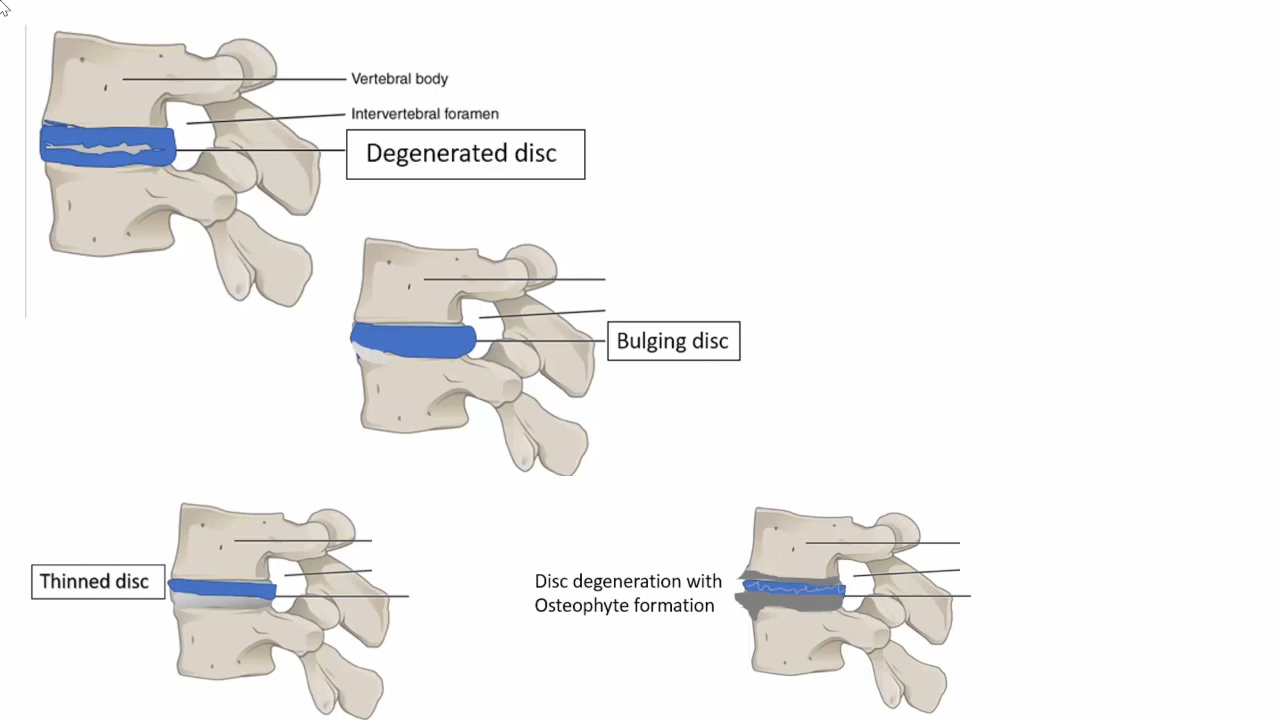 Vertebral body
Intervertebral foramen
Degenerated disc
Bulging disc
Thinned disc
Disc degeneration with
Osteophyte formation